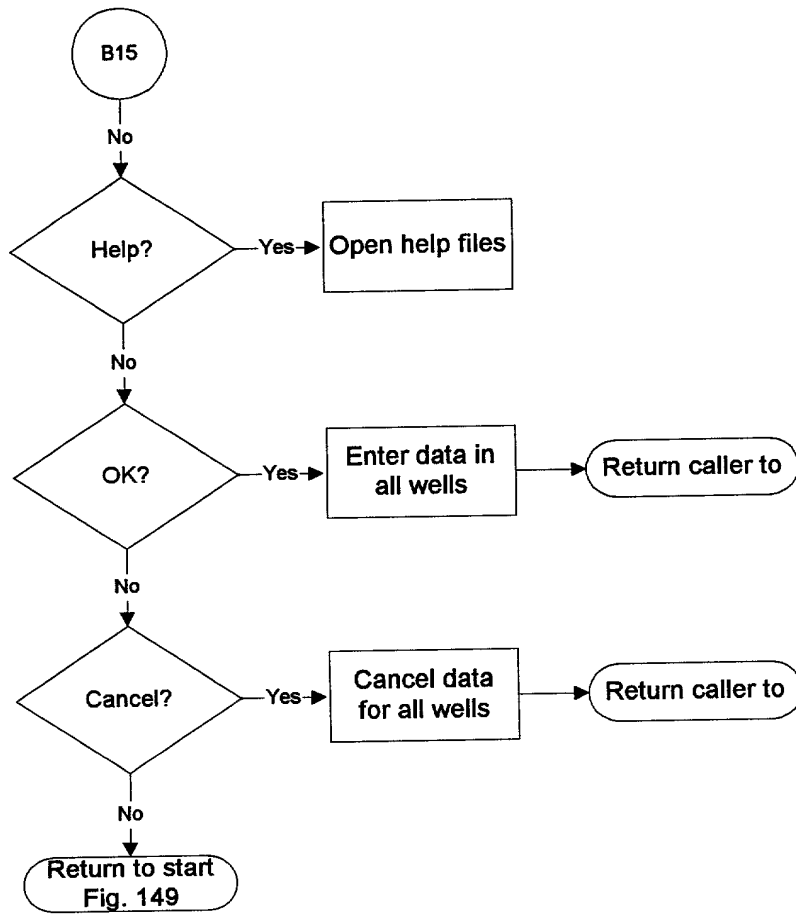 B15
No
Help?
Yes
Open help files
No
OK?
Yes
Enter data in
all wells
Return caller to
No
Cancel?
Yes
Cancel data
for all wells
Return caller to
No
Return to start
Fig. 149